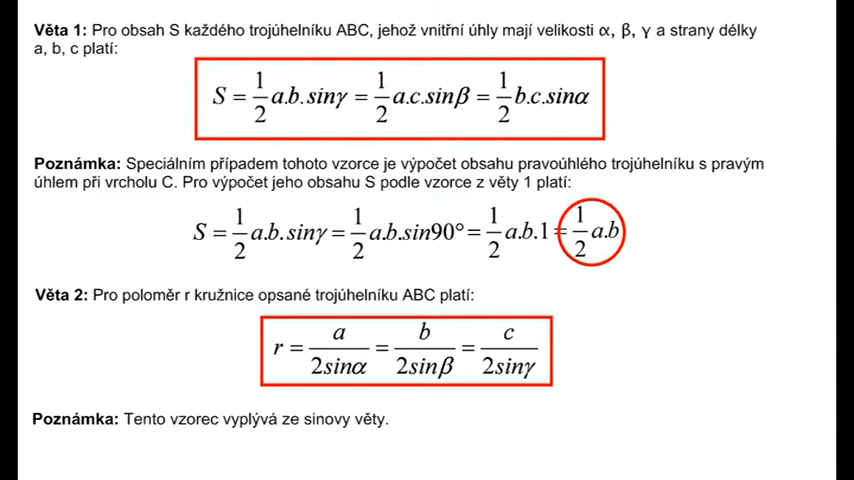 Věta 1: Pro obsah S každého trojúhelníku ABC, jehož vnitřní úhly mají velikosti α, β, γ a strany délky
a, b, c platí:
S = 1/2 a.b.sinγ = 1/2 a.c.sinβ = 1/2 b.c.sinα
Poznámka: Speciálním případem tohoto vzorce je výpočet obsahu pravoúhlého trojúhelníku s pravým
úhlem při vrcholu C. Pro výpočet jeho obsahu S podle vzorce z věty 1 platí:
S = 1/2 a.b.sinγ = 1/2 a.b.sin90° = 1/2 a.b.1 = 1/2 a.b
Věta 2: Pro poloměr r kružnice opsané trojúhelníku ABC platí:
r = a/2sinα = b/2sinβ = c/2sinγ
Poznámka: Tento vzorec vyplývá ze sinovy věty.